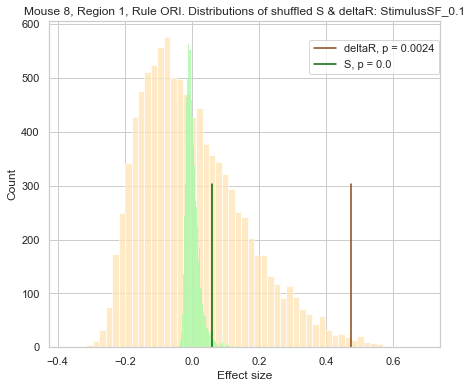 Mouse 8, Region 1, Rule ORI. Distributions of shuffled S & deltaR: StimulusSF_0.1
600
500
400
300
200
100
0
Count
deltaR, p = 0.0024
S, p = 0.0
−0.4 −0.2 0.0 0.2 0.4 0.6
Effect size